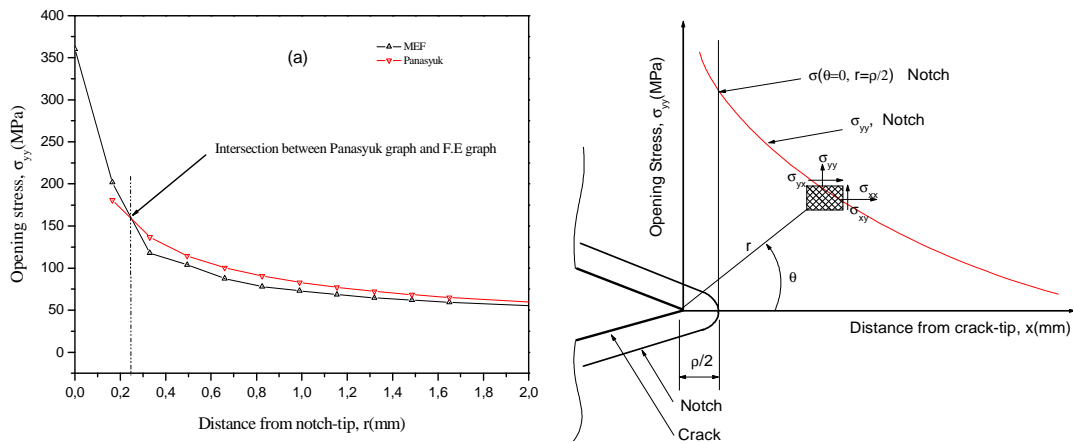 400
350
300
250
200
150
100
50
0
Opening stress, σyy(MPa)
(a)
MEF
Panasyuk
Intersection between Panasyuk graph and F.E graph
0,0 0,2 0,4 0,6 0,8 1,0 1,2 1,4 1,6 1,8 2,0
Distance from notch-tip, r(mm)
Opening Stress, σyy(MPa)
σ(θ=0, r=ρ/2) Notch
σyy, Notch
σyy
σyx
σxx
σxy
r
θ
Distance from crack-tip, x(mm)
ρ/2
Notch
Crack